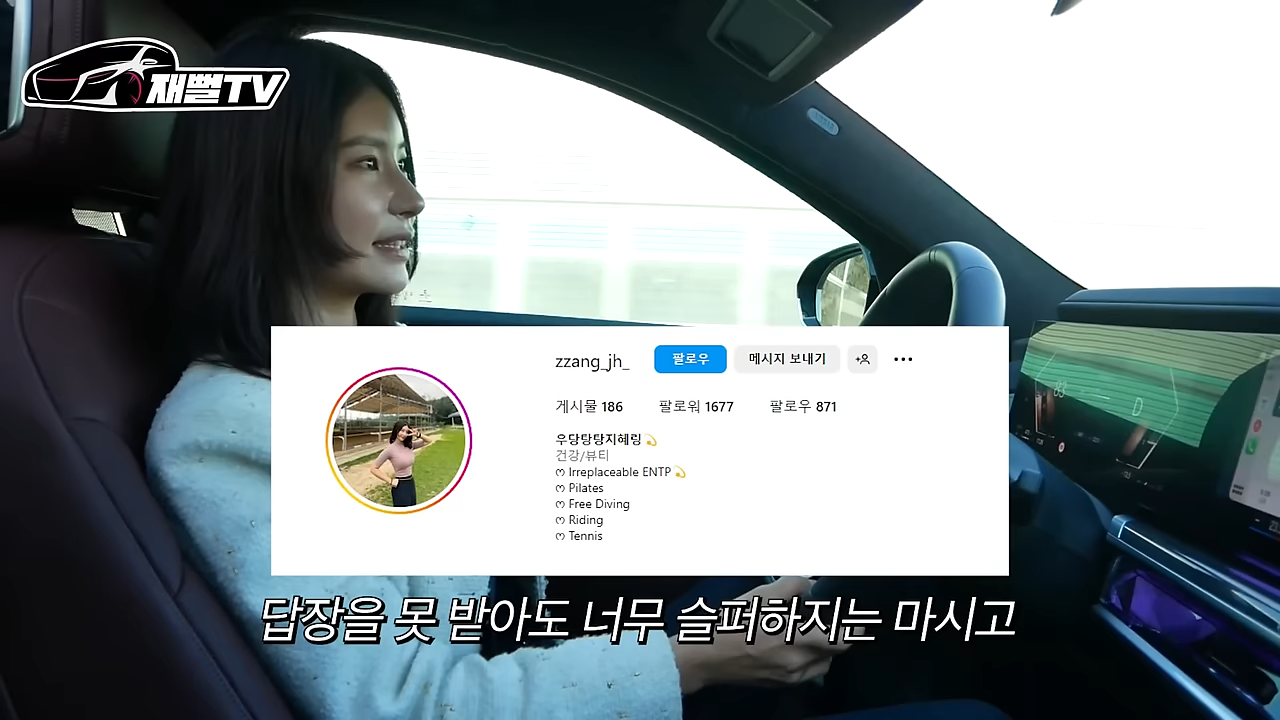 재뻘TV
zzang_jh_ 팔로우 메시지 보내기
게시물 186 팔로워 1677 팔로우 871
우당탕탕지헤링💫
건강/뷰티
ෆ Irreplaceable ENTP💫
ෆ Pilates
ෆ Free Diving
ෆ Riding
ෆ Tennis
D
답장을 못 받아도 너무 슬퍼하지는 마시고